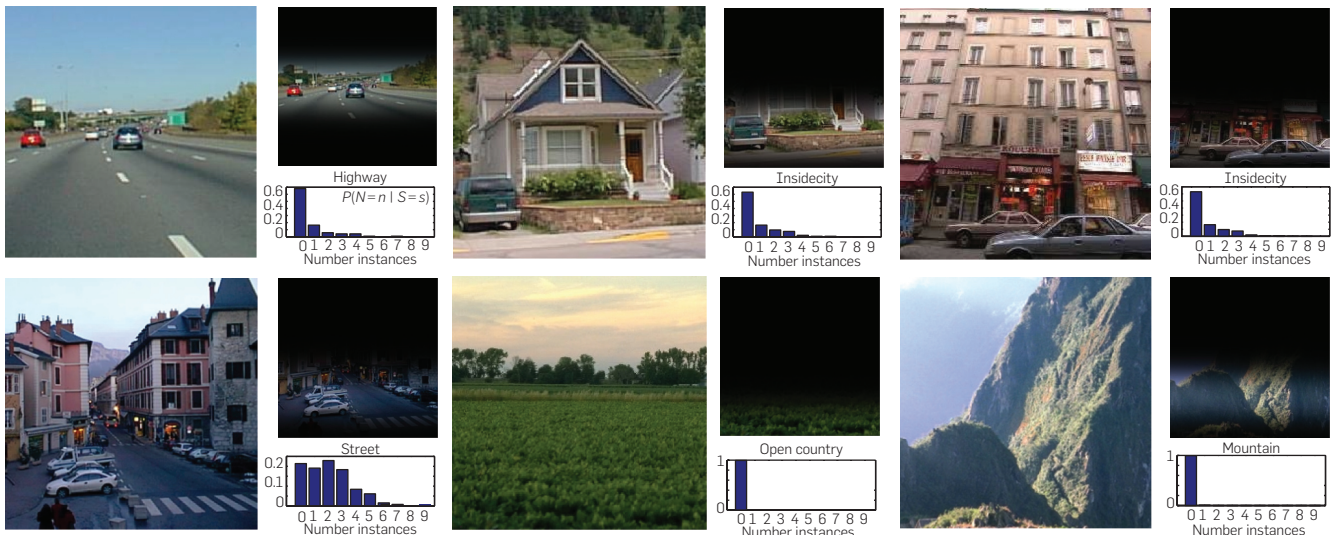 Highway
0.6
0.4
0.2
0
P(N=n | S=s)
0 1 2 3 4 5 6 7 8 9
Number instances
Insidecity
0.6
0.4
0.2
0
0 1 2 3 4 5 6 7 8 9
Number instances
BOUCHERIE
Insidecity
0.6
0.4
0.2
0
0 1 2 3 4 5 6 7 8 9
Number instances
Street
0.2
0.1
0
0 1 2 3 4 5 6 7 8 9
Number instances
Open country
1
0
0 1 2 3 4 5 6 7 8 9
Number instances
Mountain
1
0
0 1 2 3 4 5 6 7 8 9
Number instances